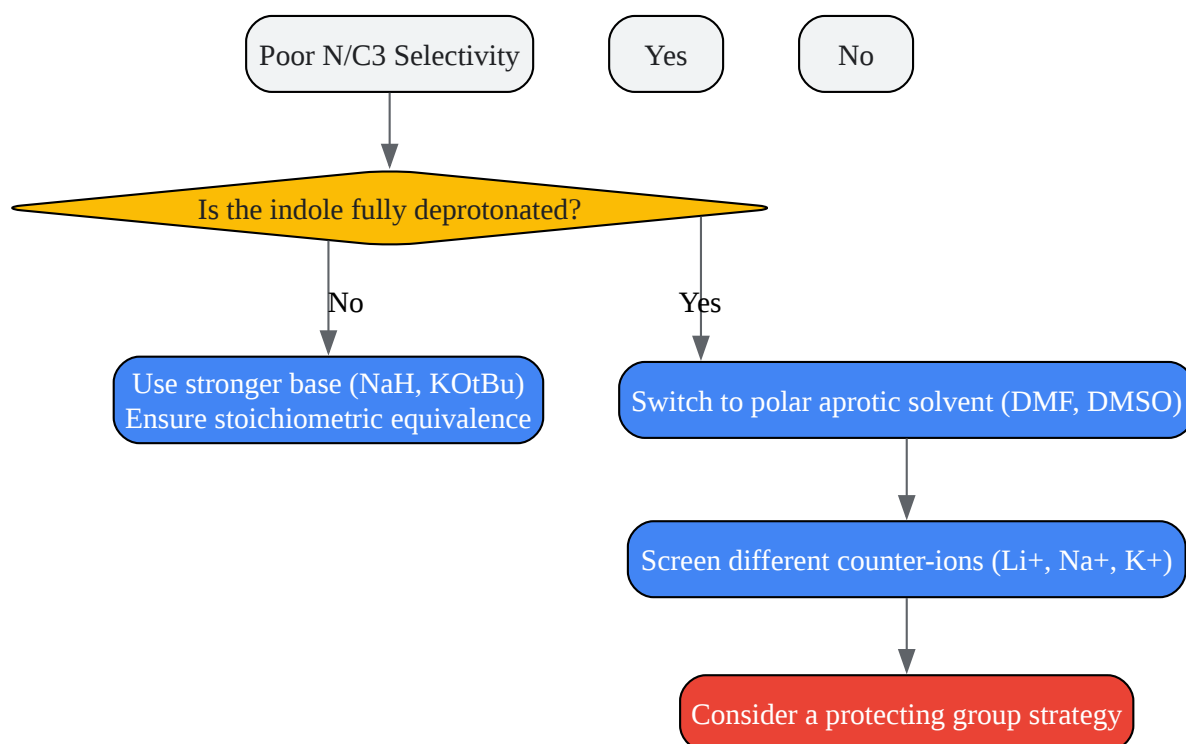 Poor N/C3 Selectivity
Yes
No
Is the indole fully deprotonated?
No
Yes
Use stronger base (NaH, KOtBu)
Ensure stoichiometric equivalence
Switch to polar aprotic solvent (DMF, DMSO)
Screen different counter-ions (Li+, Na+, K+)
Consider a protecting group strategy